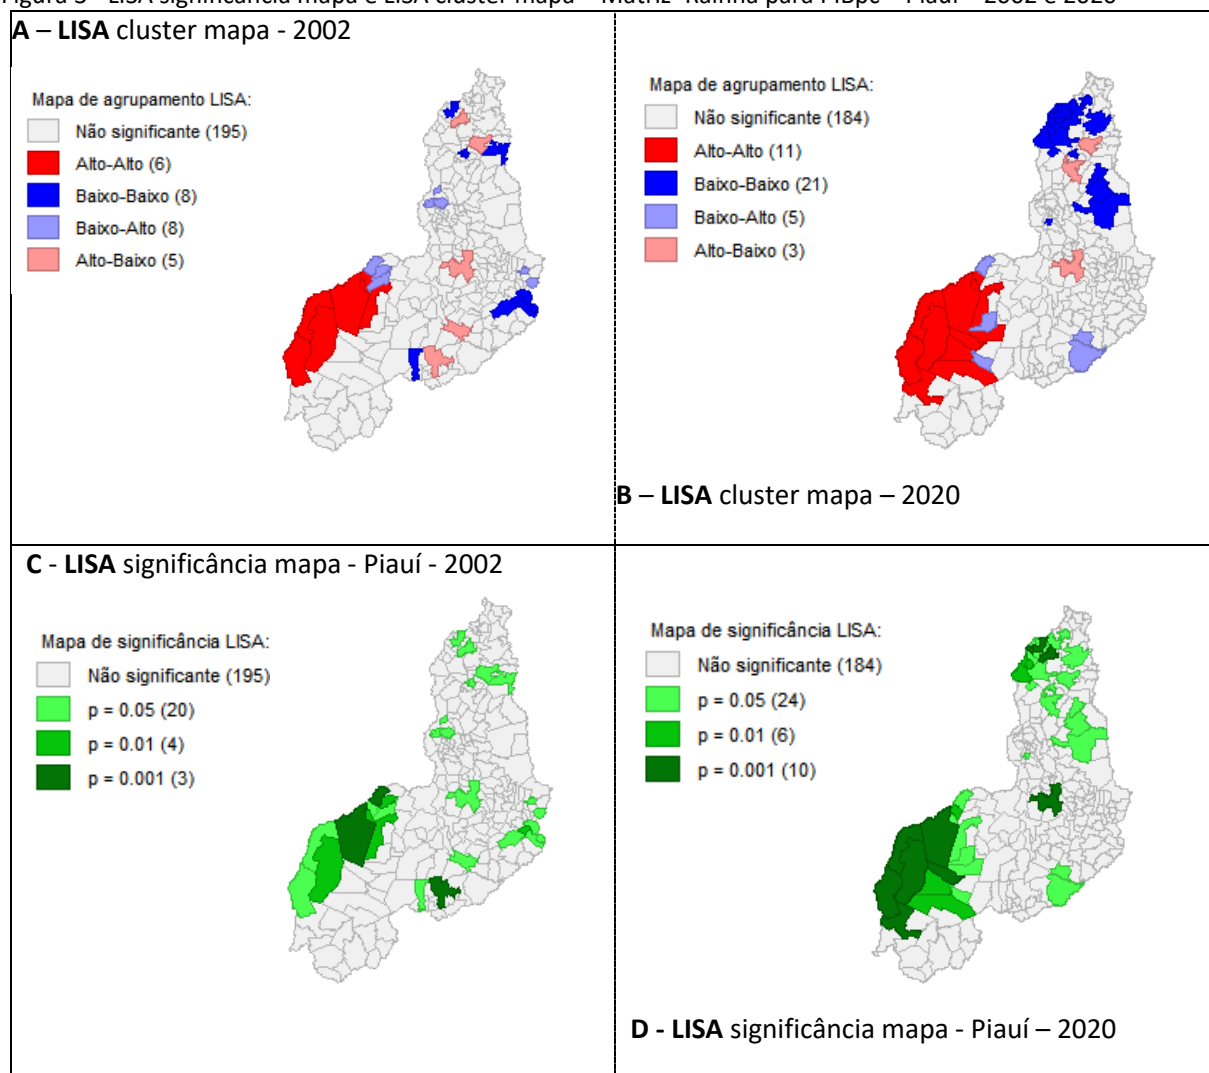 A – LISA cluster mapa - 2002
Mapa de agrupamento LISA:
Não significante (195)
Alto-Alto (6)
Baixo-Baixo (8)
Baixo-Alto (8)
Alto-Baixo (5)
Mapa de agrupamento LISA:
Não significante (184)
Alto-Alto (11)
Baixo-Baixo (21)
Baixo-Alto (5)
Alto-Baixo (3)
B – LISA cluster mapa – 2020
C - LISA significância mapa - Piauí - 2002
Mapa de significância LISA:
Não significante (195)
p = 0.05 (20)
p = 0.01 (4)
p = 0.001 (3)
Mapa de significância LISA:
Não significante (184)
p = 0.05 (24)
p = 0.01 (6)
p = 0.001 (10)
D - LISA significância mapa - Piauí – 2020